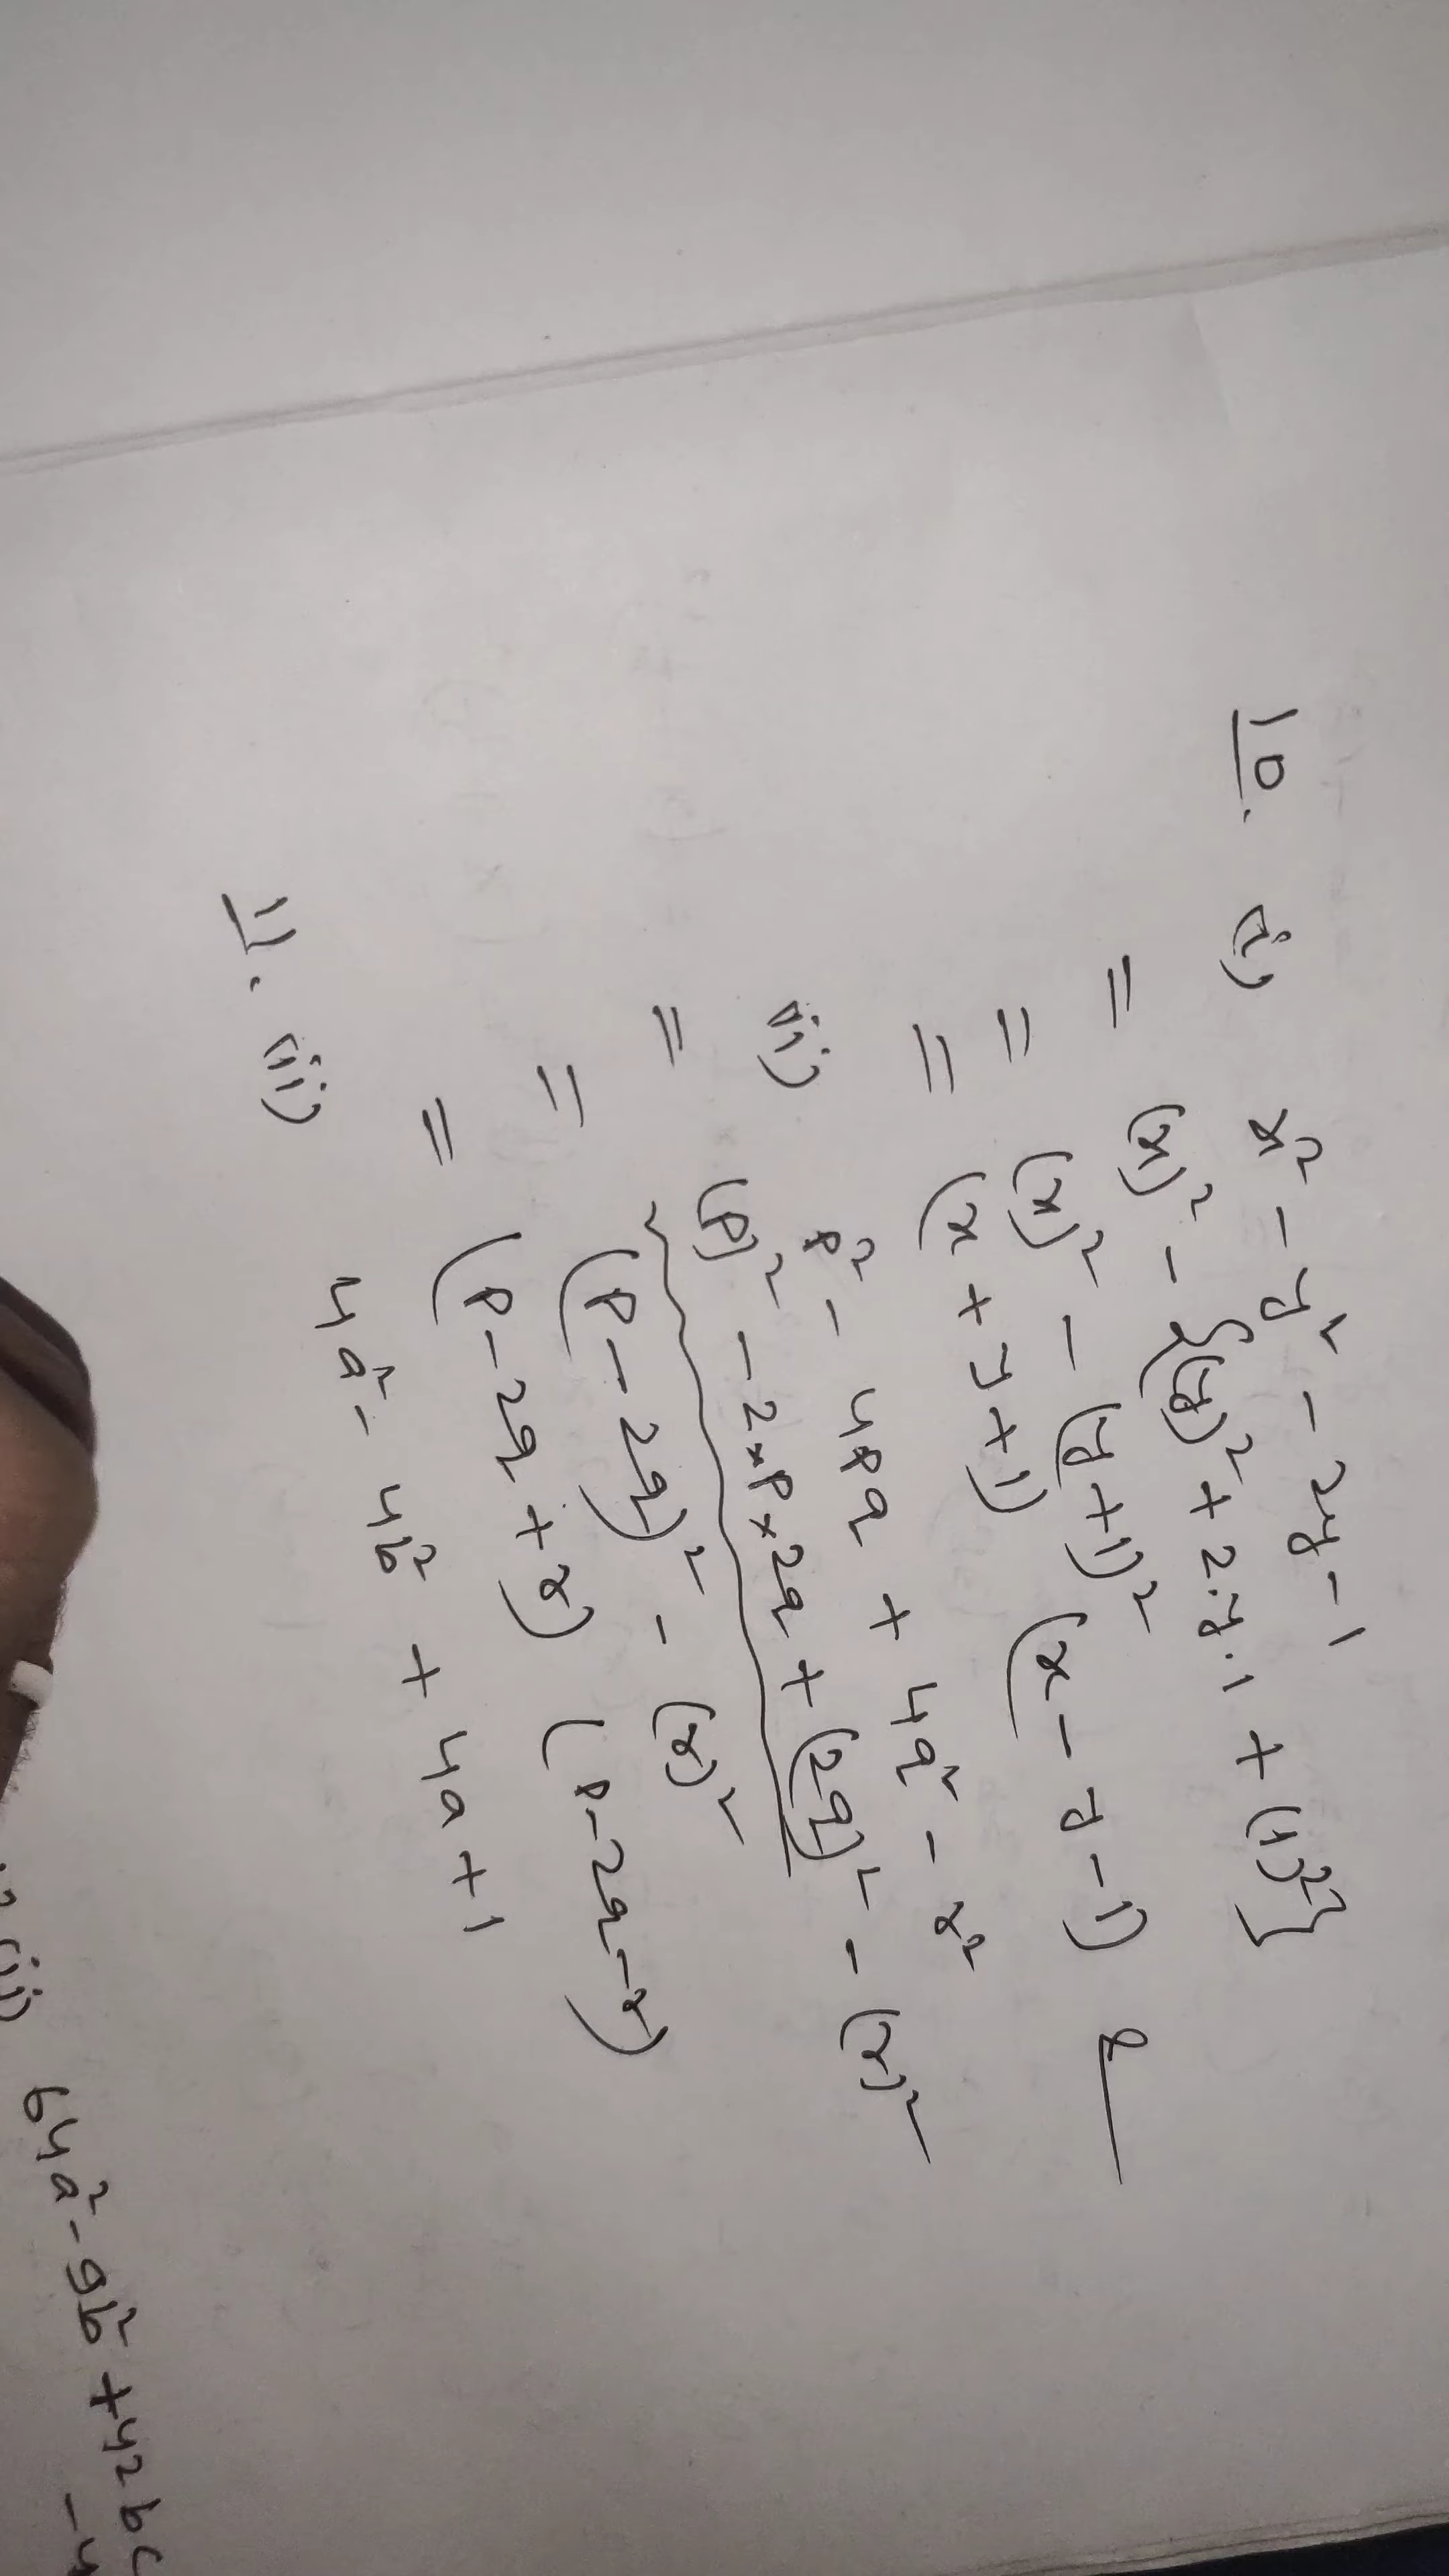 10. i) x² - y² - 2y - 1
= (x)² - {(y)² + 2.y.1 + (1)²}
= (x)² - (y+1)²
= (x + y + 1) (x - y - 1)
ii) p² - 4pq + 4q² - r²
= (p)² - 2×p×2q + (2q)² - (r)²
= (p - 2q)² - (r)²
= (p - 2q + r) (p - 2q - r)
11. ii) 4a² - 4b² + 4a + 1
ii) 64a² - 9b² + 42bc